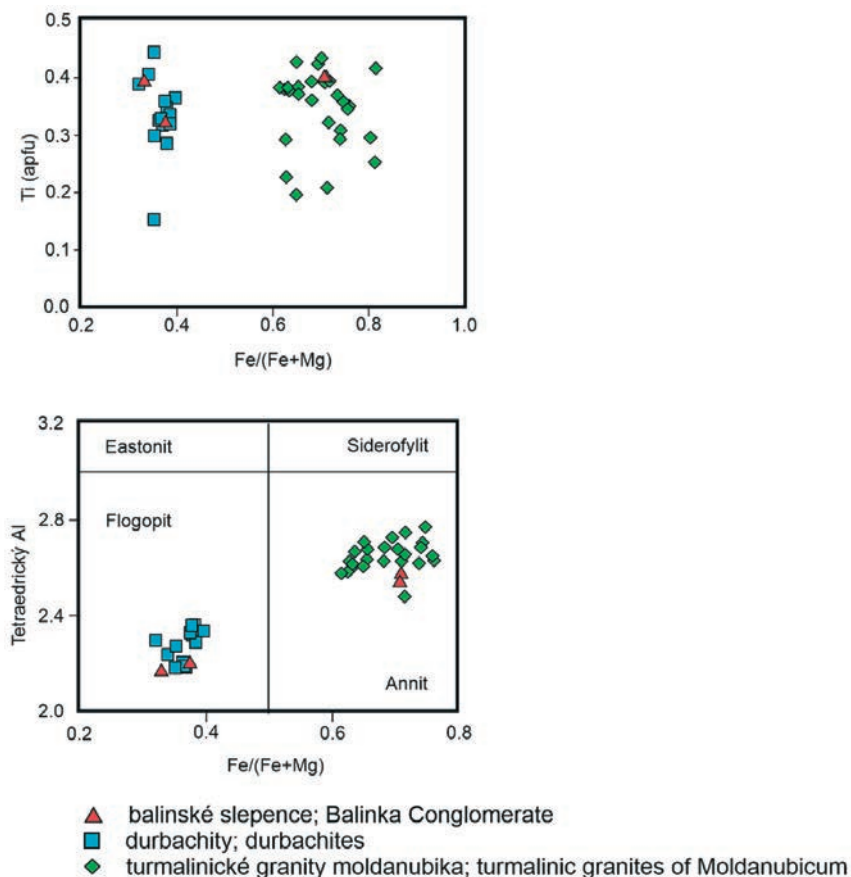 0.5
0.4
0.3
0.2
0.1
0.0
Ti (apfu)
0.2 0.4 0.6 0.8 1.0
Fe/(Fe+Mg)
3.2
2.8
2.4
2.0
Tetraedrický Al
Eastonit Siderofylit
Flogopit
Annit
0.2 0.4 0.6 0.8
Fe/(Fe+Mg)
balinské slepence; Balinka Conglomerate
durbachity; durbachites
turmalinické granity moldanubika; turmalinic granites of Moldanubicum